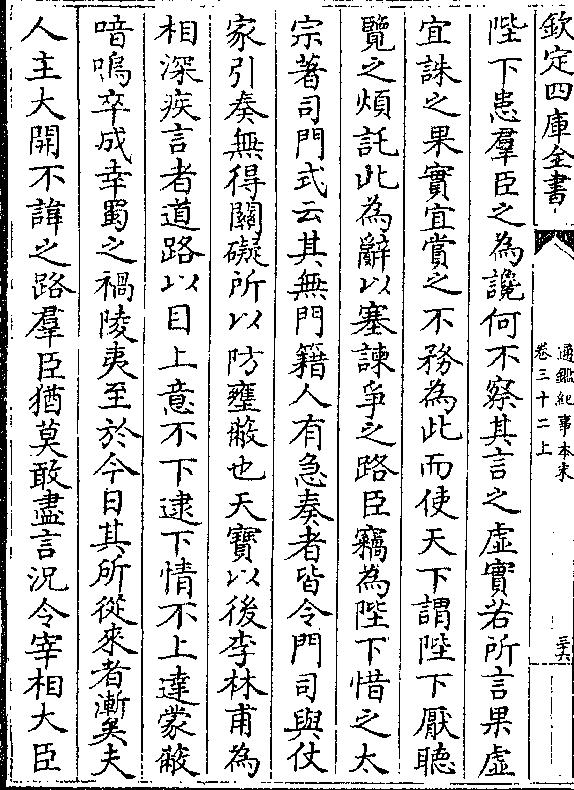 欽定四庫全書
通鑑紀事本末
卷三十二上
三六
陛下患羣臣之為讒何不察其言之虛實若所言果虛
宜誅之果實宜賞之不務為此而使天下謂陛下厭聽
覽之煩託此為辭以塞諫爭之路臣竊為陛下惜之太
宗著司門式云其無門籍人有急奏者皆令門司與仗
家引奏無得關礙所以防壅蔽也天寶以後李林甫為
相深疾言者道路以目上意不下逮下情不上達蒙蔽
喑嗚卒成幸蜀之禍陵夷至於今日其所從來者漸矣夫
人主大開不諱之路羣臣猶莫敢盡言況令宰相大臣